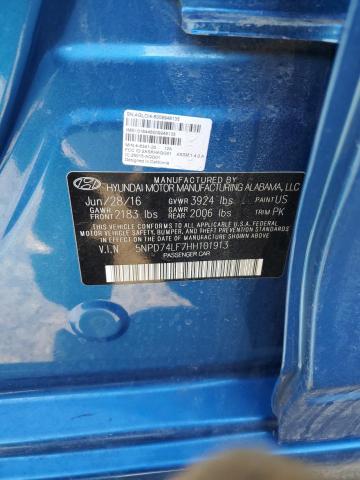 MANUFACTURED BY
HYUNDAI MOTOR MANUFACTURING ALABAMA, LLC
Jun/28/16 GVWR 3924 lbs PAINT US
GAWR FRONT 2183 lbs GAWR REAR 2006 lbs TRIM PK
THIS VEHICLE CONFORMS TO ALL APPLICABLE U.S.A. FEDERAL
MOTOR VEHICLE SAFETY, BUMPER, AND THEFT PREVENTION STANDARDS
IN EFFECT ON THE DATE OF MANUFACTURE SHOWN ABOVE.
V.I.N 5NPD74LF7HH101913
PASSENGER CAR